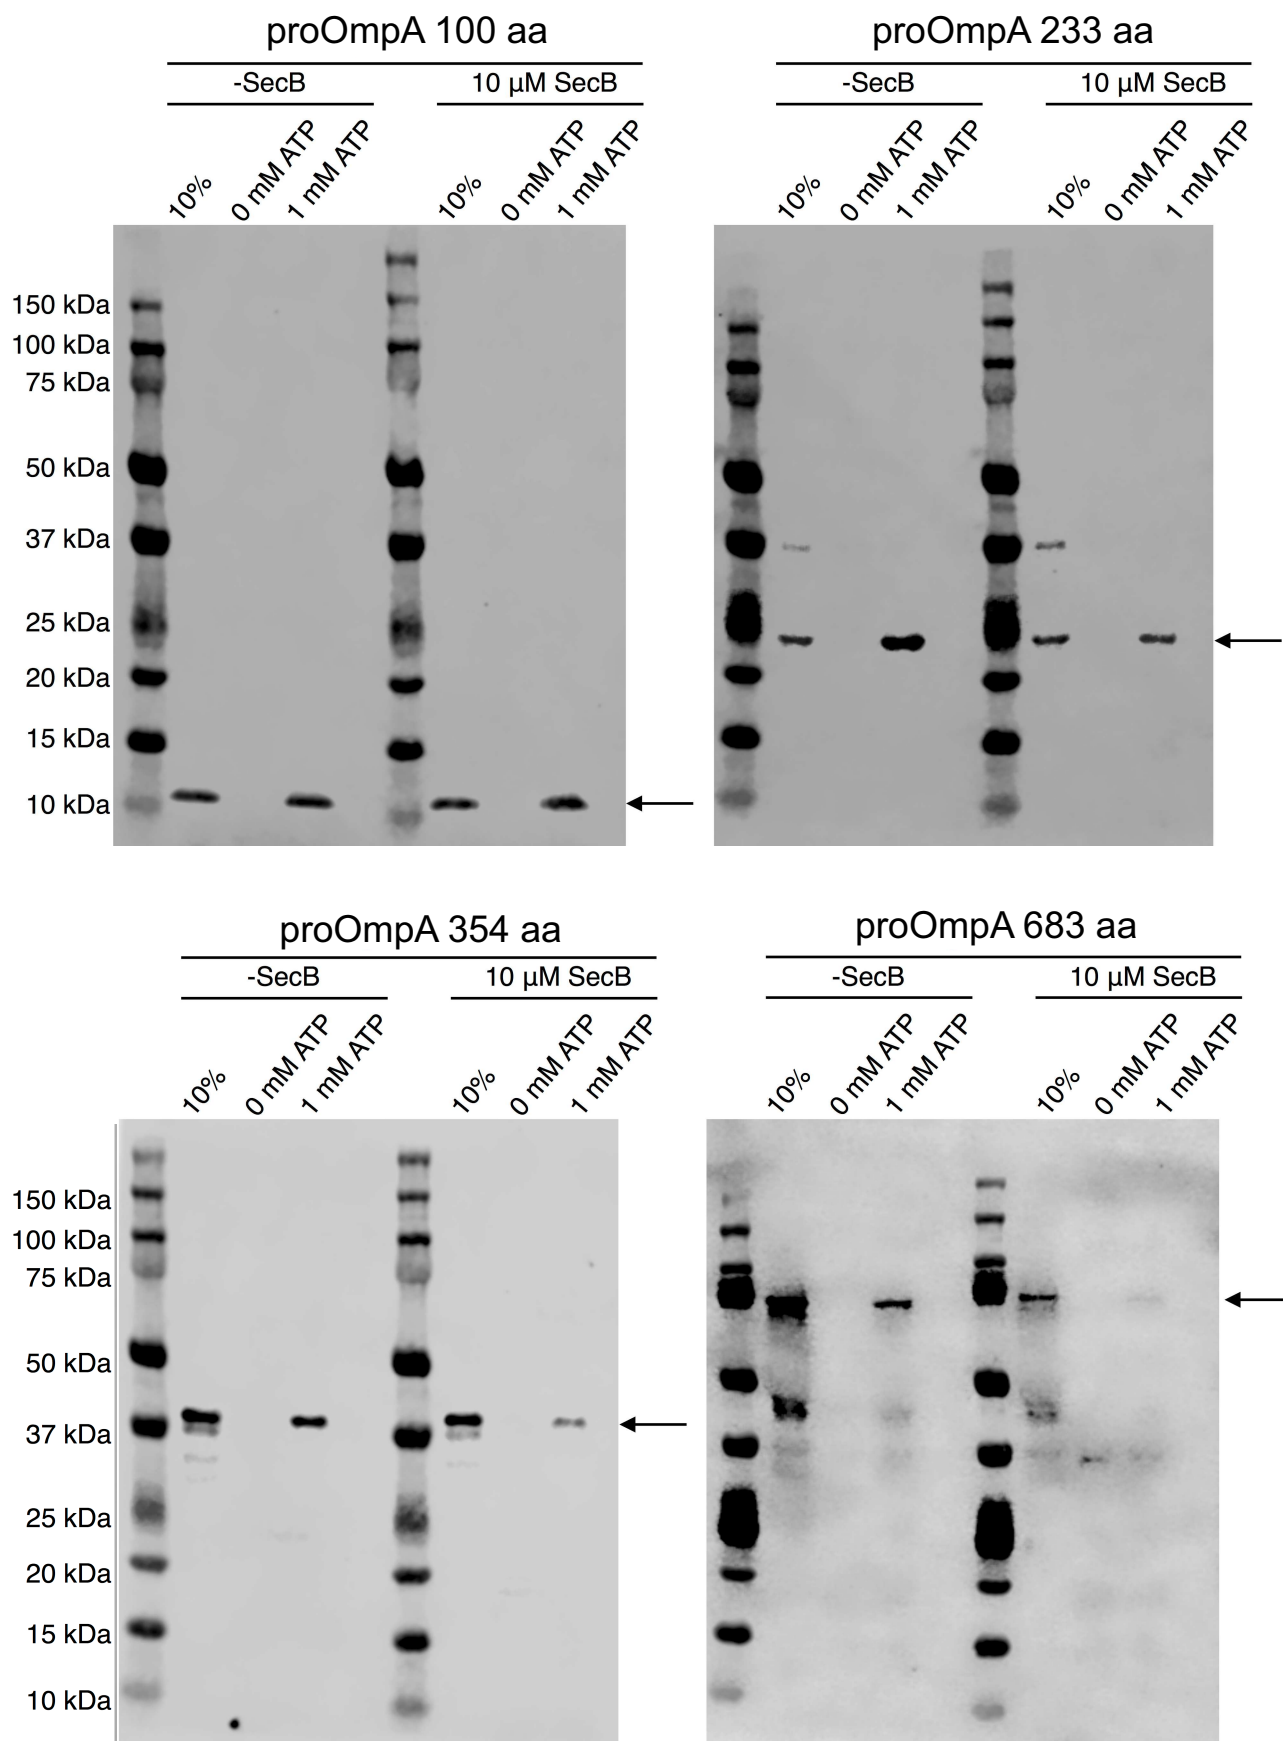 proOmpA 100 aa
-SecB
10 µM SecB
10%
0 mM ATP
1 mM ATP
10%
0 mM ATP
1 mM ATP
150 kDa
100 kDa
75 kDa
50 kDa
37 kDa
25 kDa
20 kDa
15 kDa
10 kDa
proOmpA 233 aa
-SecB
10 µM SecB
10%
0 mM ATP
1 mM ATP
10%
0 mM ATP
1 mM ATP
proOmpA 354 aa
-SecB
10 µM SecB
10%
0 mM ATP
1 mM ATP
10%
0 mM ATP
1 mM ATP
150 kDa
100 kDa
75 kDa
50 kDa
37 kDa
25 kDa
20 kDa
15 kDa
10 kDa
proOmpA 683 aa
-SecB
10 µM SecB
10%
0 mM ATP
1 mM ATP
10%
0 mM ATP
1 mM ATP